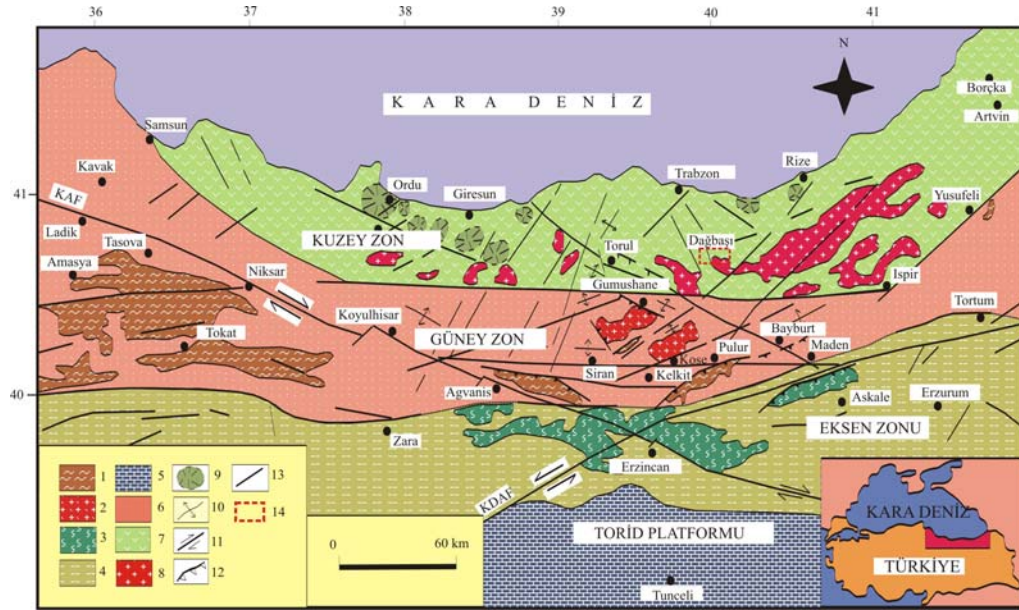 36 37 38 39 40 41
N
K A R A D E N İ Z
Borçka
Artvin
Samsun
Kavak
Rize
Trabzon
Ordu
Giresun
41
KAF
Yusufeli
Ladik
Tasova
KUZEY ZON
Torul
Dağbaşı
Amasya
Niksar
Gumushane
Ispir
Tortum
Koyulhisar
GÜNEY ZON
Bayburt
Tokat
Pulur
Maden
Siran
Kose
Kelkit
40
Agvanis
Askale
Erzurum
Zara
EKSEN ZONU
Erzincan
KDAF
1 5 9 13
2 6 10 14
3 7 11
4 8 12
0 60 km
TORİD PLATFORMU
Tunceli
KARA DENİZ
TÜRKİYE